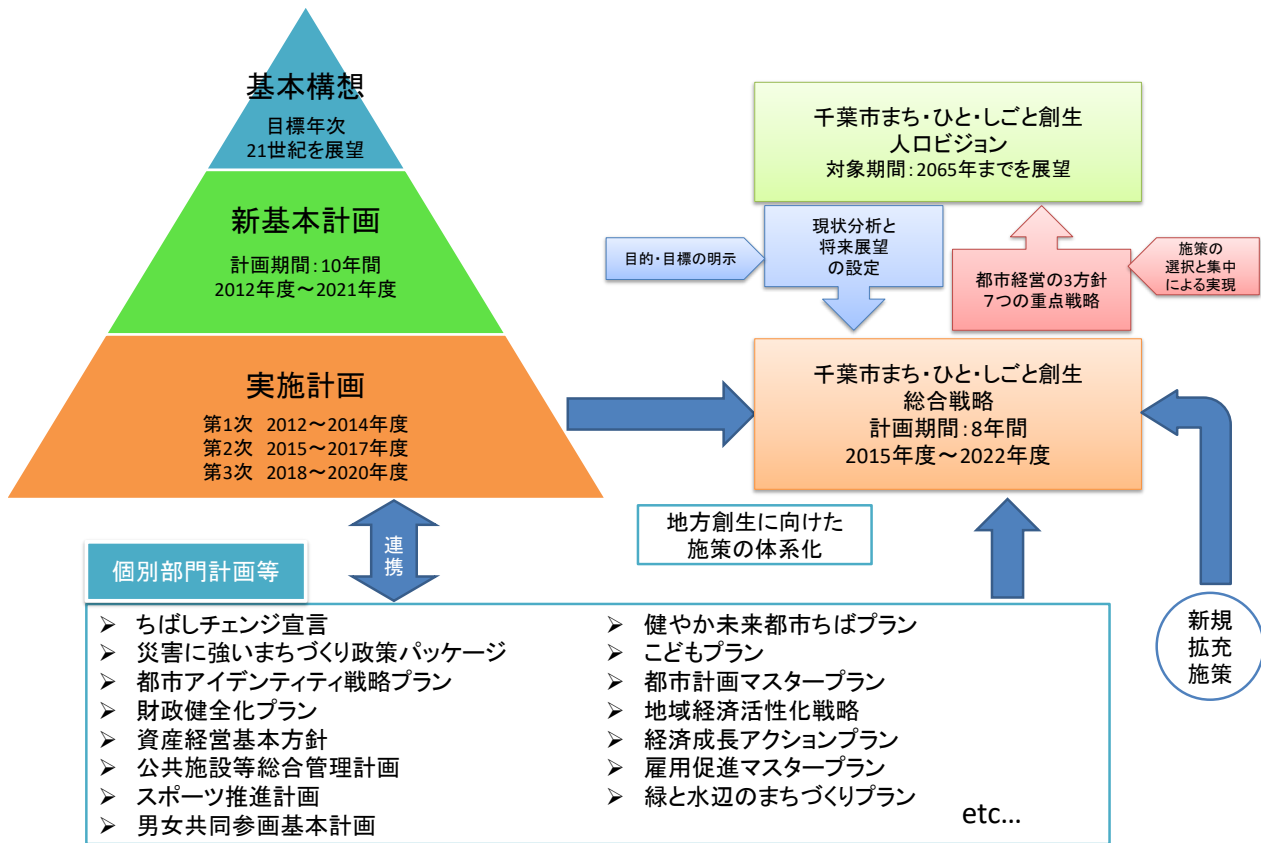 基本構想
目標年次
21世紀を展望
新基本計画
計画期間：10年間
2012年度～2021年度
実施計画
第1次 2012～2014年度
第2次 2015～2017年度
第3次 2018～2020年度
千葉市まち・ひと・しごと創生
人口ビジョン
対象期間：2065年までを展望
目的・目標の明示
現状分析と
将来展望
の設定
都市経営の3方針
７つの重点戦略
施策の
選択と集中
による実現
千葉市まち・ひと・しごと創生
総合戦略
計画期間：8年間
2015年度～2022年度
連携
地方創生に向けた
施策の体系化
個別部門計画等
➢ ちばしチェンジ宣言
➢ 災害に強いまちづくり政策パッケージ
➢ 都市アイデンティティ戦略プラン
➢ 財政健全化プラン
➢ 資産経営基本方針
➢ 公共施設等総合管理計画
➢ スポーツ推進計画
➢ 男女共同参画基本計画
➢ 健やか未来都市ちばプラン
➢ こどもプラン
➢ 都市計画マスタープラン
➢ 地域経済活性化戦略
➢ 経済成長アクションプラン
➢ 雇用促進マスタープラン
➢ 緑と水辺のまちづくりプラン
etc…
新規
拡充
施策